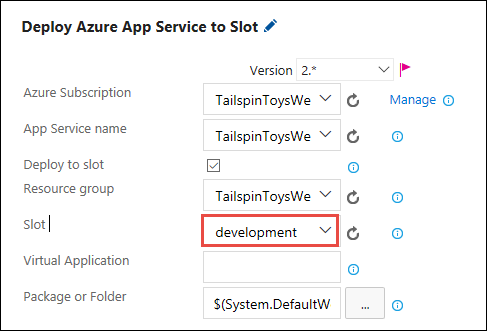 Deploy Azure App Service to Slot
Version 2.*
Azure Subscription TailspinToysWe Manage
App Service name TailspinToysWe
Deploy to slot
Resource group TailspinToysWe
Slot development
Virtual Application
Package or Folder $(System.DefaultW ...